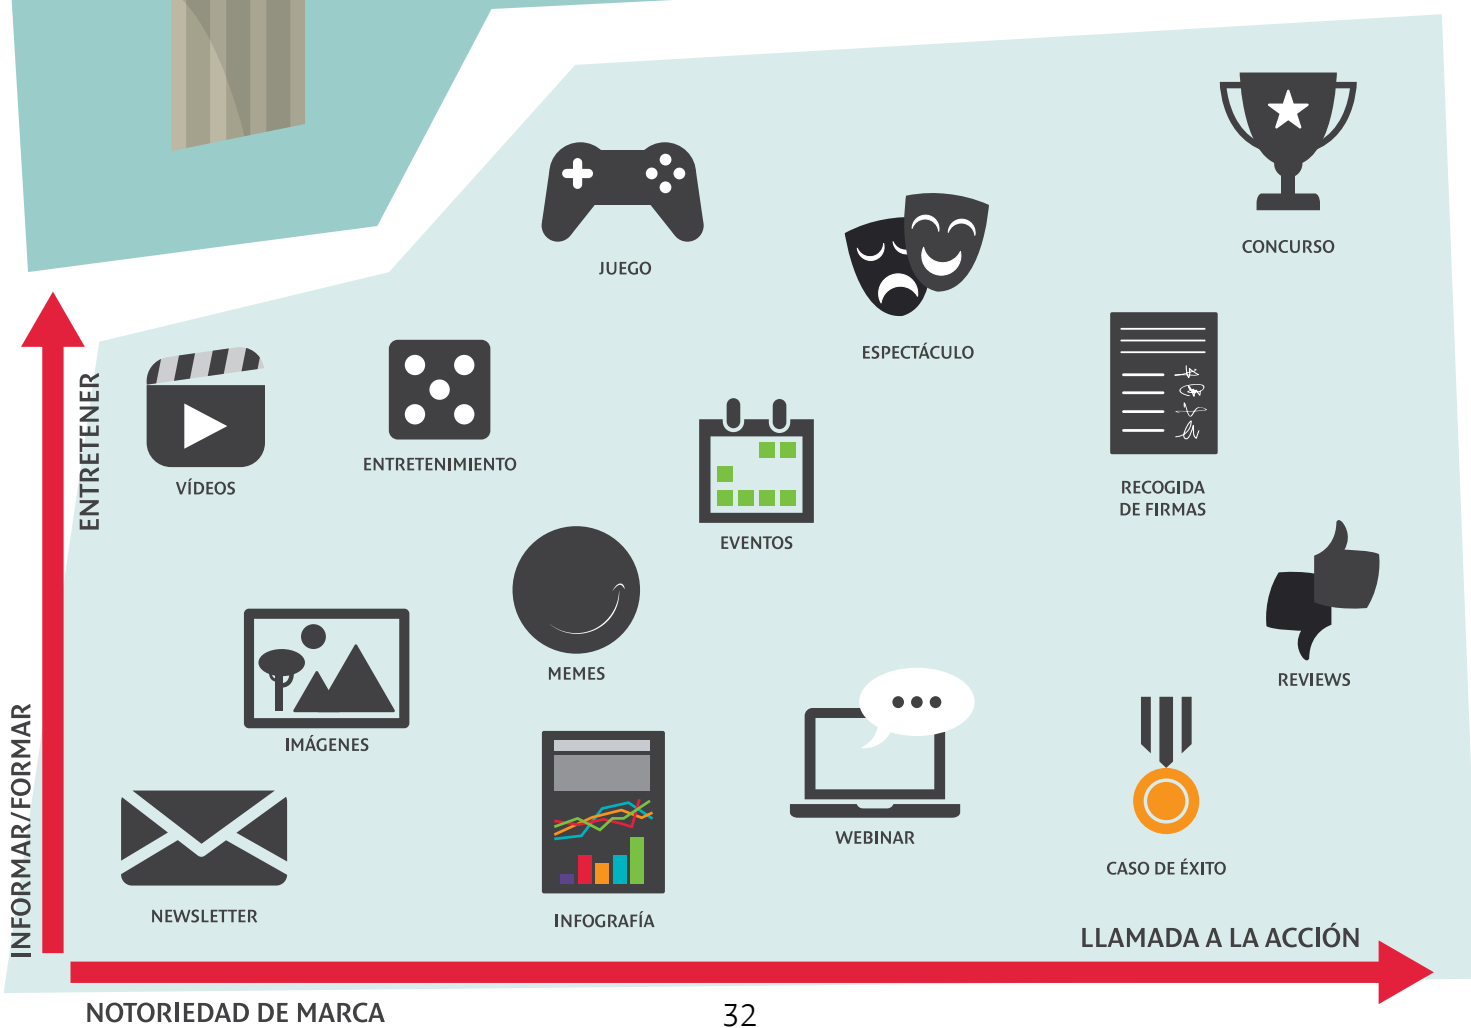 CONCURSO
JUEGO
ESPECTÁCULO
ENTRETENER
VÍDEOS
ENTRETENIMIENTO
RECOGIDA
DE FIRMAS
EVENTOS
MEMES
REVIEWS
IMÁGENES
INFORMAR/FORMAR
WEBINAR
CASO DE ÉXITO
NEWSLETTER
INFOGRAFÍA
LLAMADA A LA ACCIÓN
NOTORIEDAD DE MARCA
32